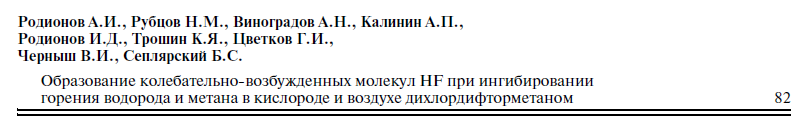 Родионов А.И., Рубцов Н.М., Виноградов А.Н., Калинин А.П.,
Родионов И.Д., Трошин К.Я., Цветков Г.И.,
Черныш В.И., Сеплярский Б.С.
Образование колебательно-возбужденных молекул HF при ингибировании
горения водорода и метана в кислороде и воздухе дихлордифторметаном 82